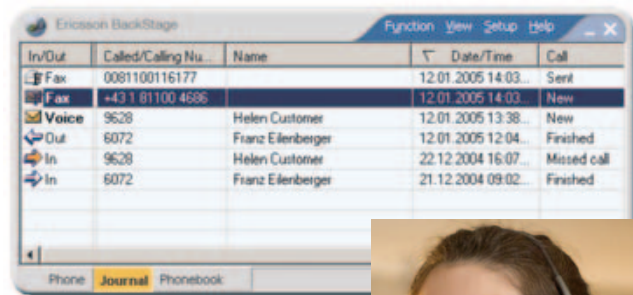 Ericsson BackStage Function View Setup Help
In/Out Called/Calling Nu... Name Date/Time Call
Fax 0081100116177 12.01.2005 14:03... Sent
Fax +43 1 81100 4686 12.01.2005 14:03... New
Voice 9628 Helen Customer 12.01.2005 13:38... New
Out 6072 Franz Eilenberger 12.01.2005 12:04... Finished
In 9628 Helen Customer 22.12.2004 16:07... Missed call
In 6072 Franz Eilenberger 21.12.2004 09:02... Finished
Phone Journal Phonebook